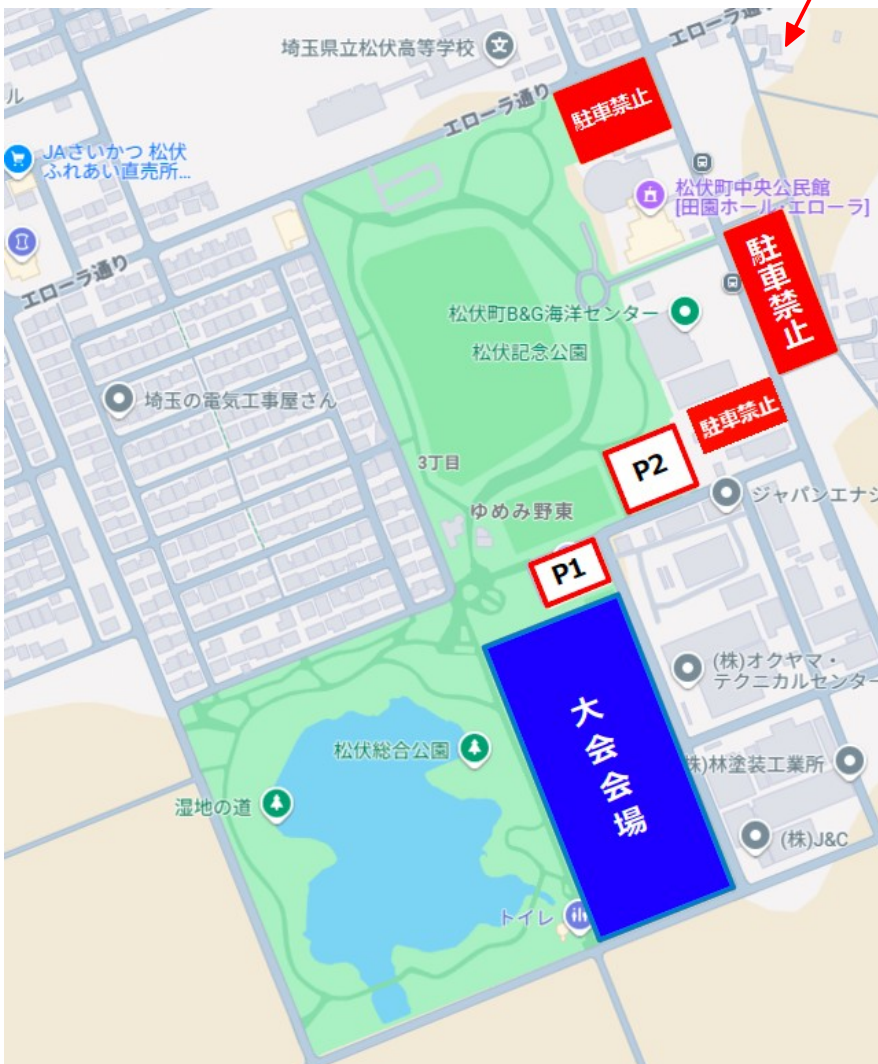 エローラ通り
埼玉県立松伏高等学校
文
駐車禁止
エローラ通り
ル
JAさいかつ 松伏
ふれあい直売所...
松伏町中央公民館
[田園ホール・エローラ]
エローラ通り
駐車禁止
松伏町B&G海洋センター
松伏記念公園
埼玉の電気工事屋さん
駐車禁止
3丁目
P2
ゆめみ野東
ジャパンエナジ
P1
(株)オクヤマ・
テクニカルセンター
大会会場
松伏総合公園
株)林塗装工業所
湿地の道
(株)J&C
トイレ